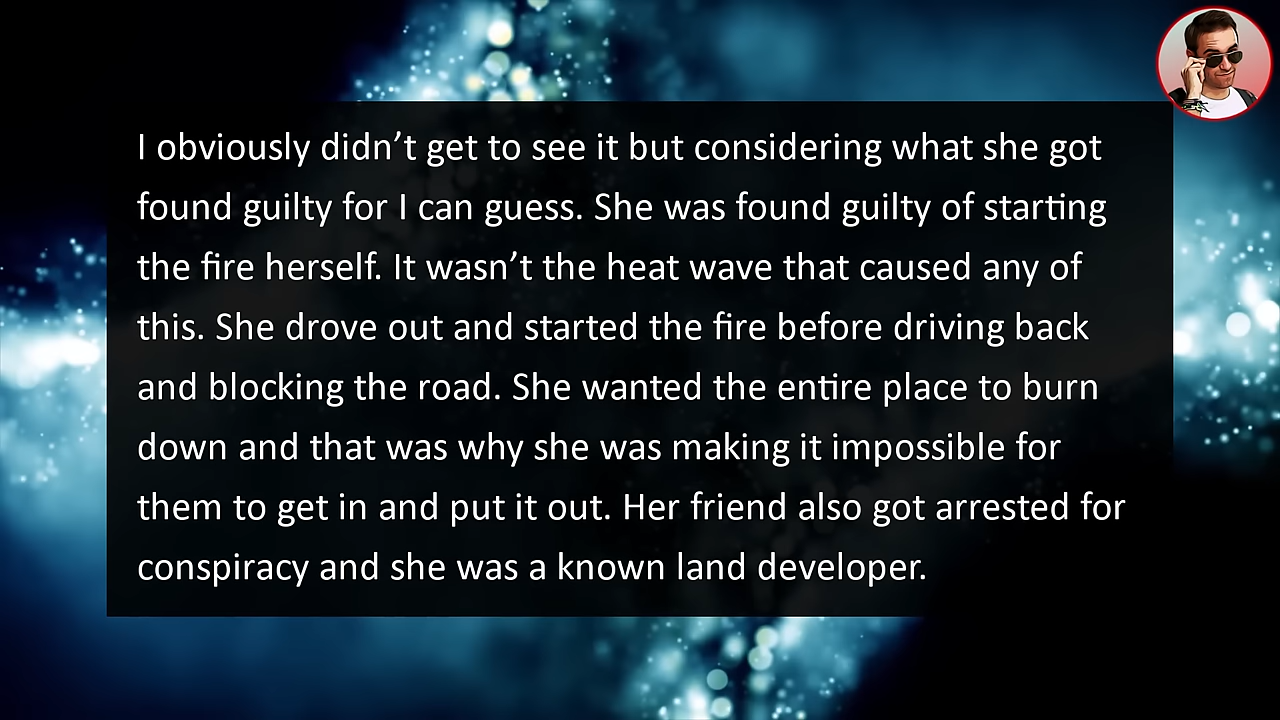 I obviously didn’t get to see it but considering what she got
found guilty for I can guess. She was found guilty of starting
the fire herself. It wasn’t the heat wave that caused any of
this. She drove out and started the fire before driving back
and blocking the road. She wanted the entire place to burn
down and that was why she was making it impossible for
them to get in and put it out. Her friend also got arrested for
conspiracy and she was a known land developer.